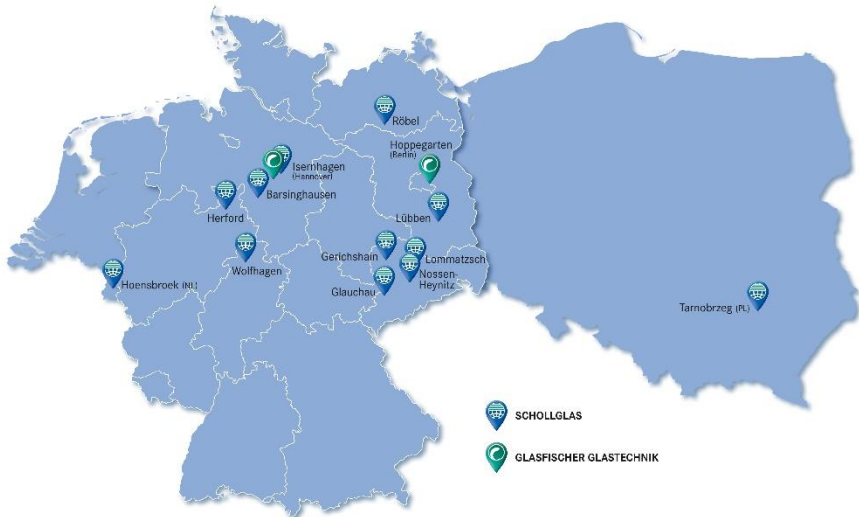 Röbel
Hoppegarten
(Berlin)
Isernhagen
(Hannover)
Barsinghausen
Herford
Lübben
Wolfhagen
Gerichshain
Lommatzsch
Nossen-
Heynitz
Hoensbroek (NL)
Glauchau
Tarnobrzeg (PL)
SCHOLLGLAS
GLASFISCHER GLASTECHNIK